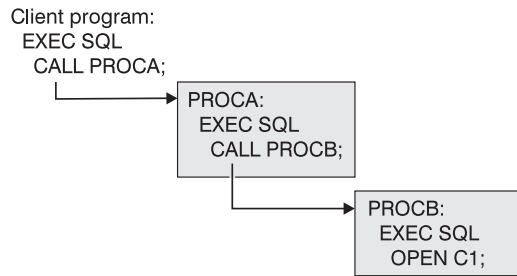 Client program:
EXEC SQL
CALL PROCA;
PROCA:
EXEC SQL
CALL PROCB;
PROCB:
EXEC SQL
OPEN C1;